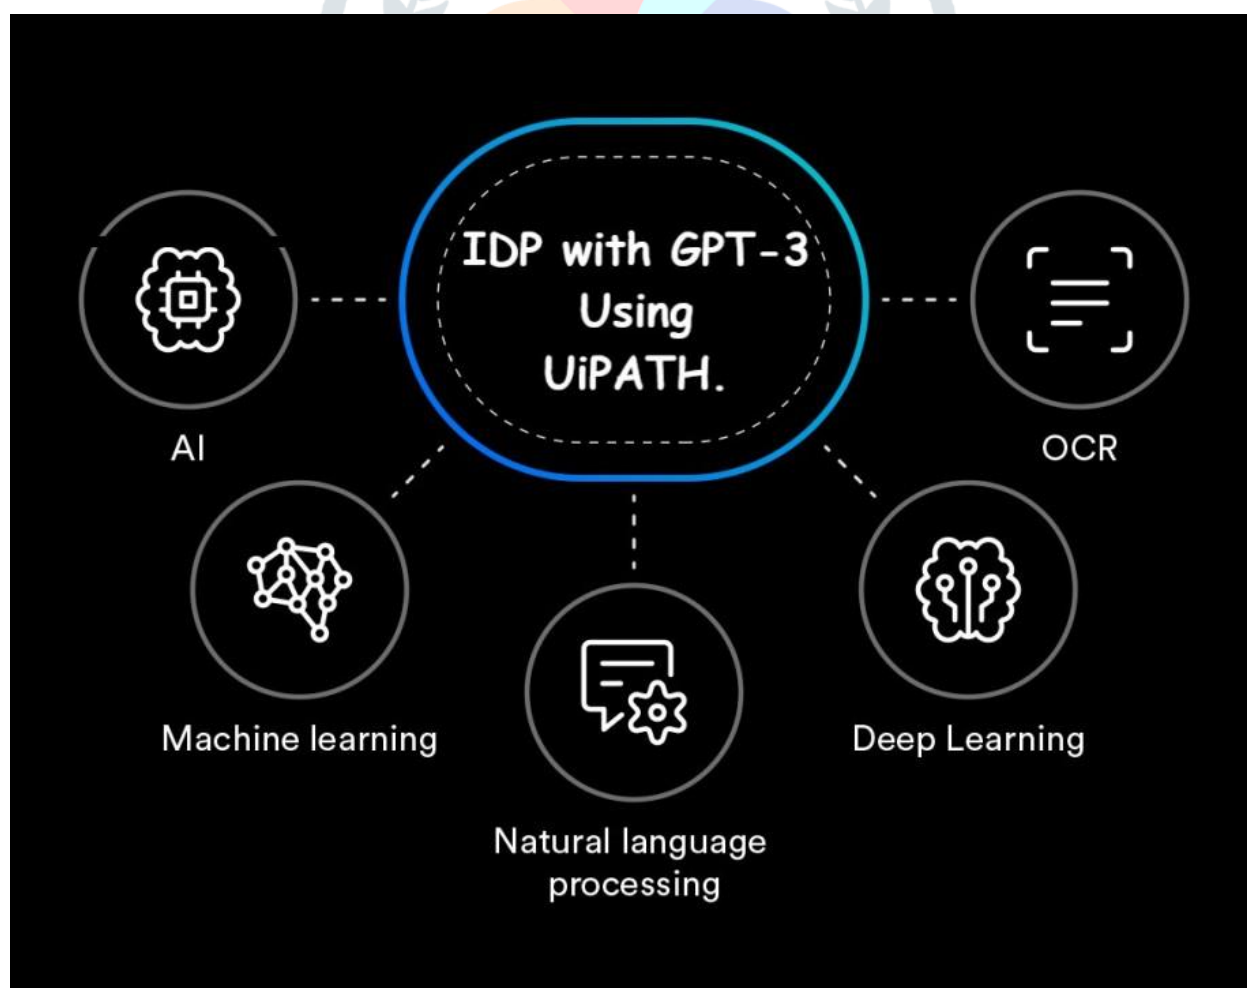 IDP with GPT-3
Using
UiPATH.
AI
OCR
Machine learning
Deep Learning
Natural language
processing